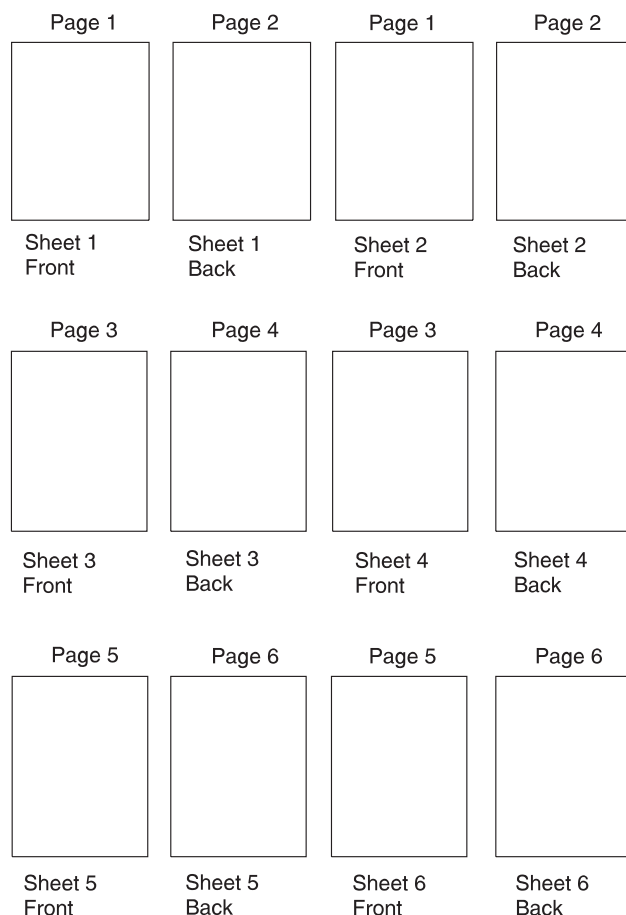 Page 1 Page 2 Page 1 Page 2
Sheet 1 Sheet 1 Sheet 2 Sheet 2
Front Back Front Back
Page 3 Page 4 Page 3 Page 4
Sheet 3 Sheet 3 Sheet 4 Sheet 4
Front Back Front Back
Page 5 Page 6 Page 5 Page 6
Sheet 5 Sheet 5 Sheet 6 Sheet 6
Front Back Front Back